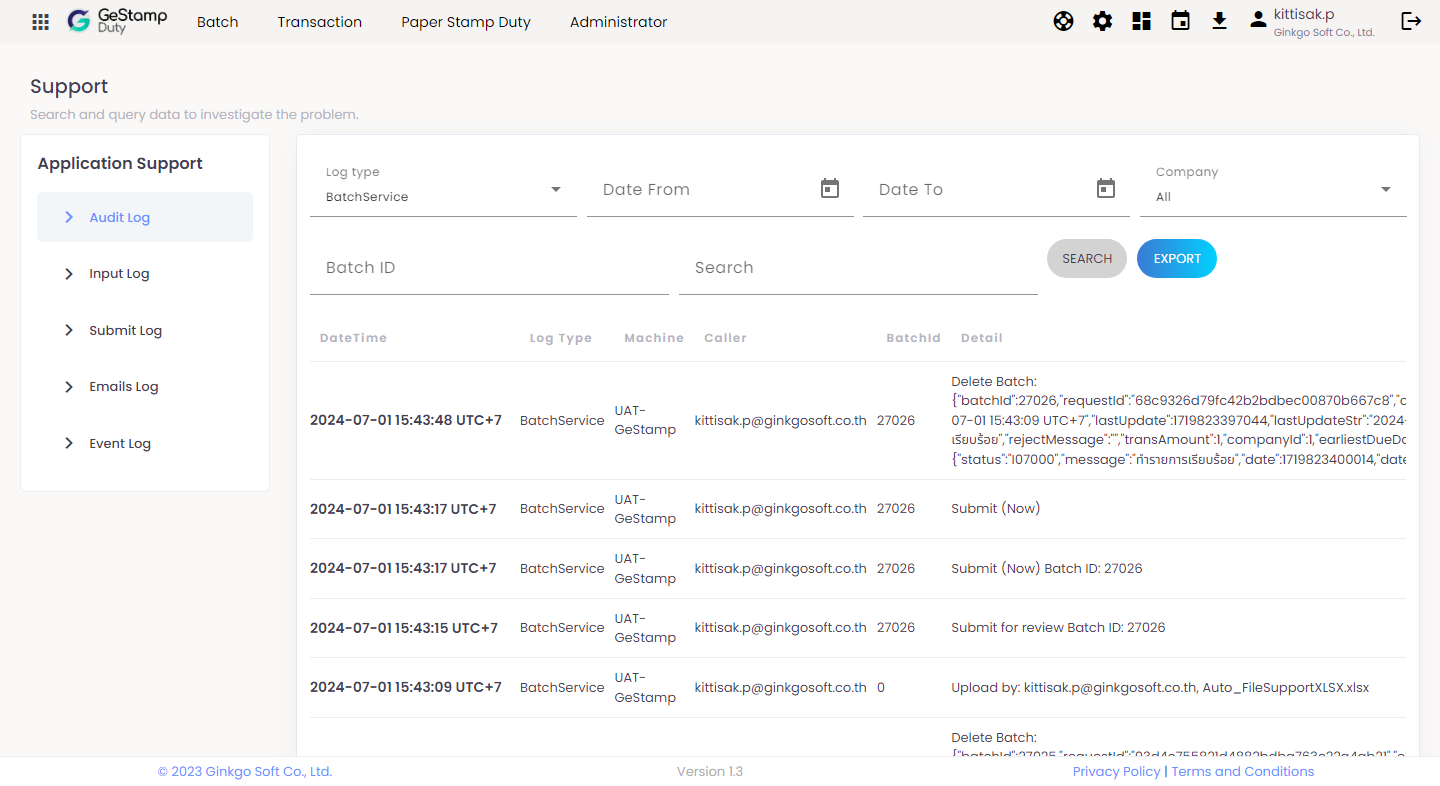 GeStamp
Duty
Batch
Transaction
Paper Stamp Duty
Administrator
kittisak.p
Ginkgo Soft Co., Ltd.
Support
Search and query data to investigate the problem.
Application Support
Audit Log
Input Log
Submit Log
Emails Log
Event Log
Log type
BatchService
Date From
Date To
Company
All
Batch ID
Search
SEARCH
EXPORT
DateTime Log Type Machine Caller BatchId Detail
2024-07-01 15:43:48 UTC+7 BatchService UAT-GeStamp kittisak.p@ginkgosoft.co.th 27026
Delete Batch:
{"batchId":27026,"requestId":"68c9326d79fc42b2bdbec00870b667c8","c
07-01 15:43:09 UTC+7","lastUpdate":1719823397044,"lastUpdateStr":"2024-
เรียบร้อย","rejectMessage":"","transAmount":1,"companyId":1,"earliestDueDa
{"status":"I07000","message":"ทำรายการเรียบร้อย","date":1719823400014,"date
2024-07-01 15:43:17 UTC+7 BatchService UAT-GeStamp kittisak.p@ginkgosoft.co.th 27026 Submit (Now)
2024-07-01 15:43:17 UTC+7 BatchService UAT-GeStamp kittisak.p@ginkgosoft.co.th 27026 Submit (Now) Batch ID: 27026
2024-07-01 15:43:15 UTC+7 BatchService UAT-GeStamp kittisak.p@ginkgosoft.co.th 27026 Submit for review Batch ID: 27026
2024-07-01 15:43:09 UTC+7 BatchService UAT-GeStamp kittisak.p@ginkgosoft.co.th 0 Upload by: kittisak.p@ginkgosoft.co.th, Auto_FileSupportXLSX.xlsx
Delete Batch:
© 2023 Ginkgo Soft Co., Ltd.
Version 1.3
Privacy Policy | Terms and Conditions